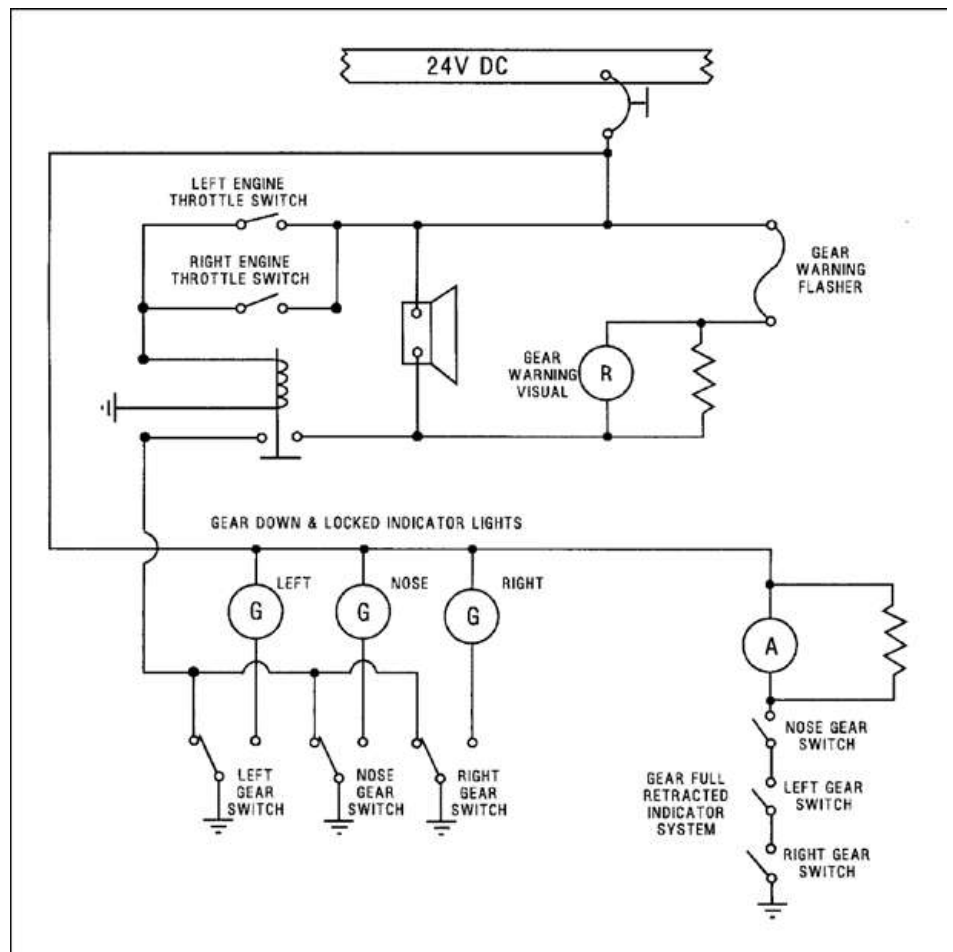 24V DC
LEFT ENGINE
THROTTLE SWITCH
RIGHT ENGINE
THROTTLE SWITCH
GEAR
WARNING
FLASHER
GEAR
WARNING
VISUAL
R
GEAR DOWN & LOCKED INDICATOR LIGHTS
LEFT
NOSE
RIGHT
G
G
G
A
LEFT
GEAR
SWITCH
NOSE
GEAR
SWITCH
RIGHT
GEAR
SWITCH
GEAR FULL
RETRACTED
INDICATOR
SYSTEM
NOSE GEAR
SWITCH
LEFT GEAR
SWITCH
RIGHT GEAR
SWITCH